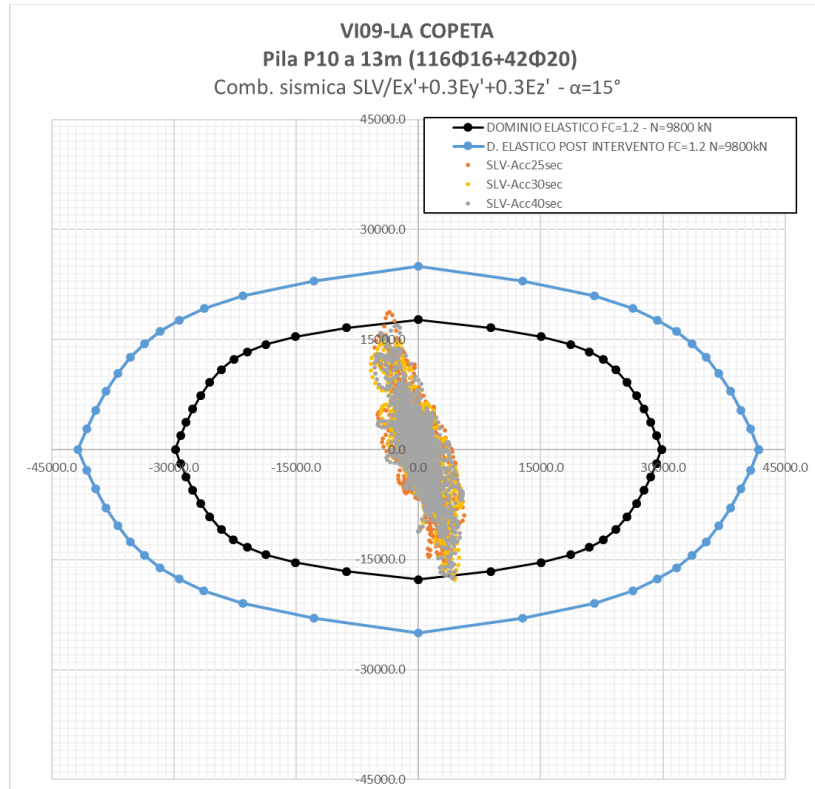 VI09-LA COPETA
Pila P10 a 13m (116Φ16+42Φ20)
Comb. sismica SLV/Ex'+0.3Ey'+0.3Ez' - α=15°
45000.0
DOMINIO ELASTICO FC=1.2 - N=9800 kN
D. ELASTICO POST INTERVENTO FC=1.2 N=9800kN
SLV-Acc25sec
SLV-Acc30sec
SLV-Acc40sec
30000.0
15000.0
0.0
-45000.0 -30000.0 -15000.0 0.0 15000.0 30000.0 45000.0
-15000.0
-30000.0
-45000.0